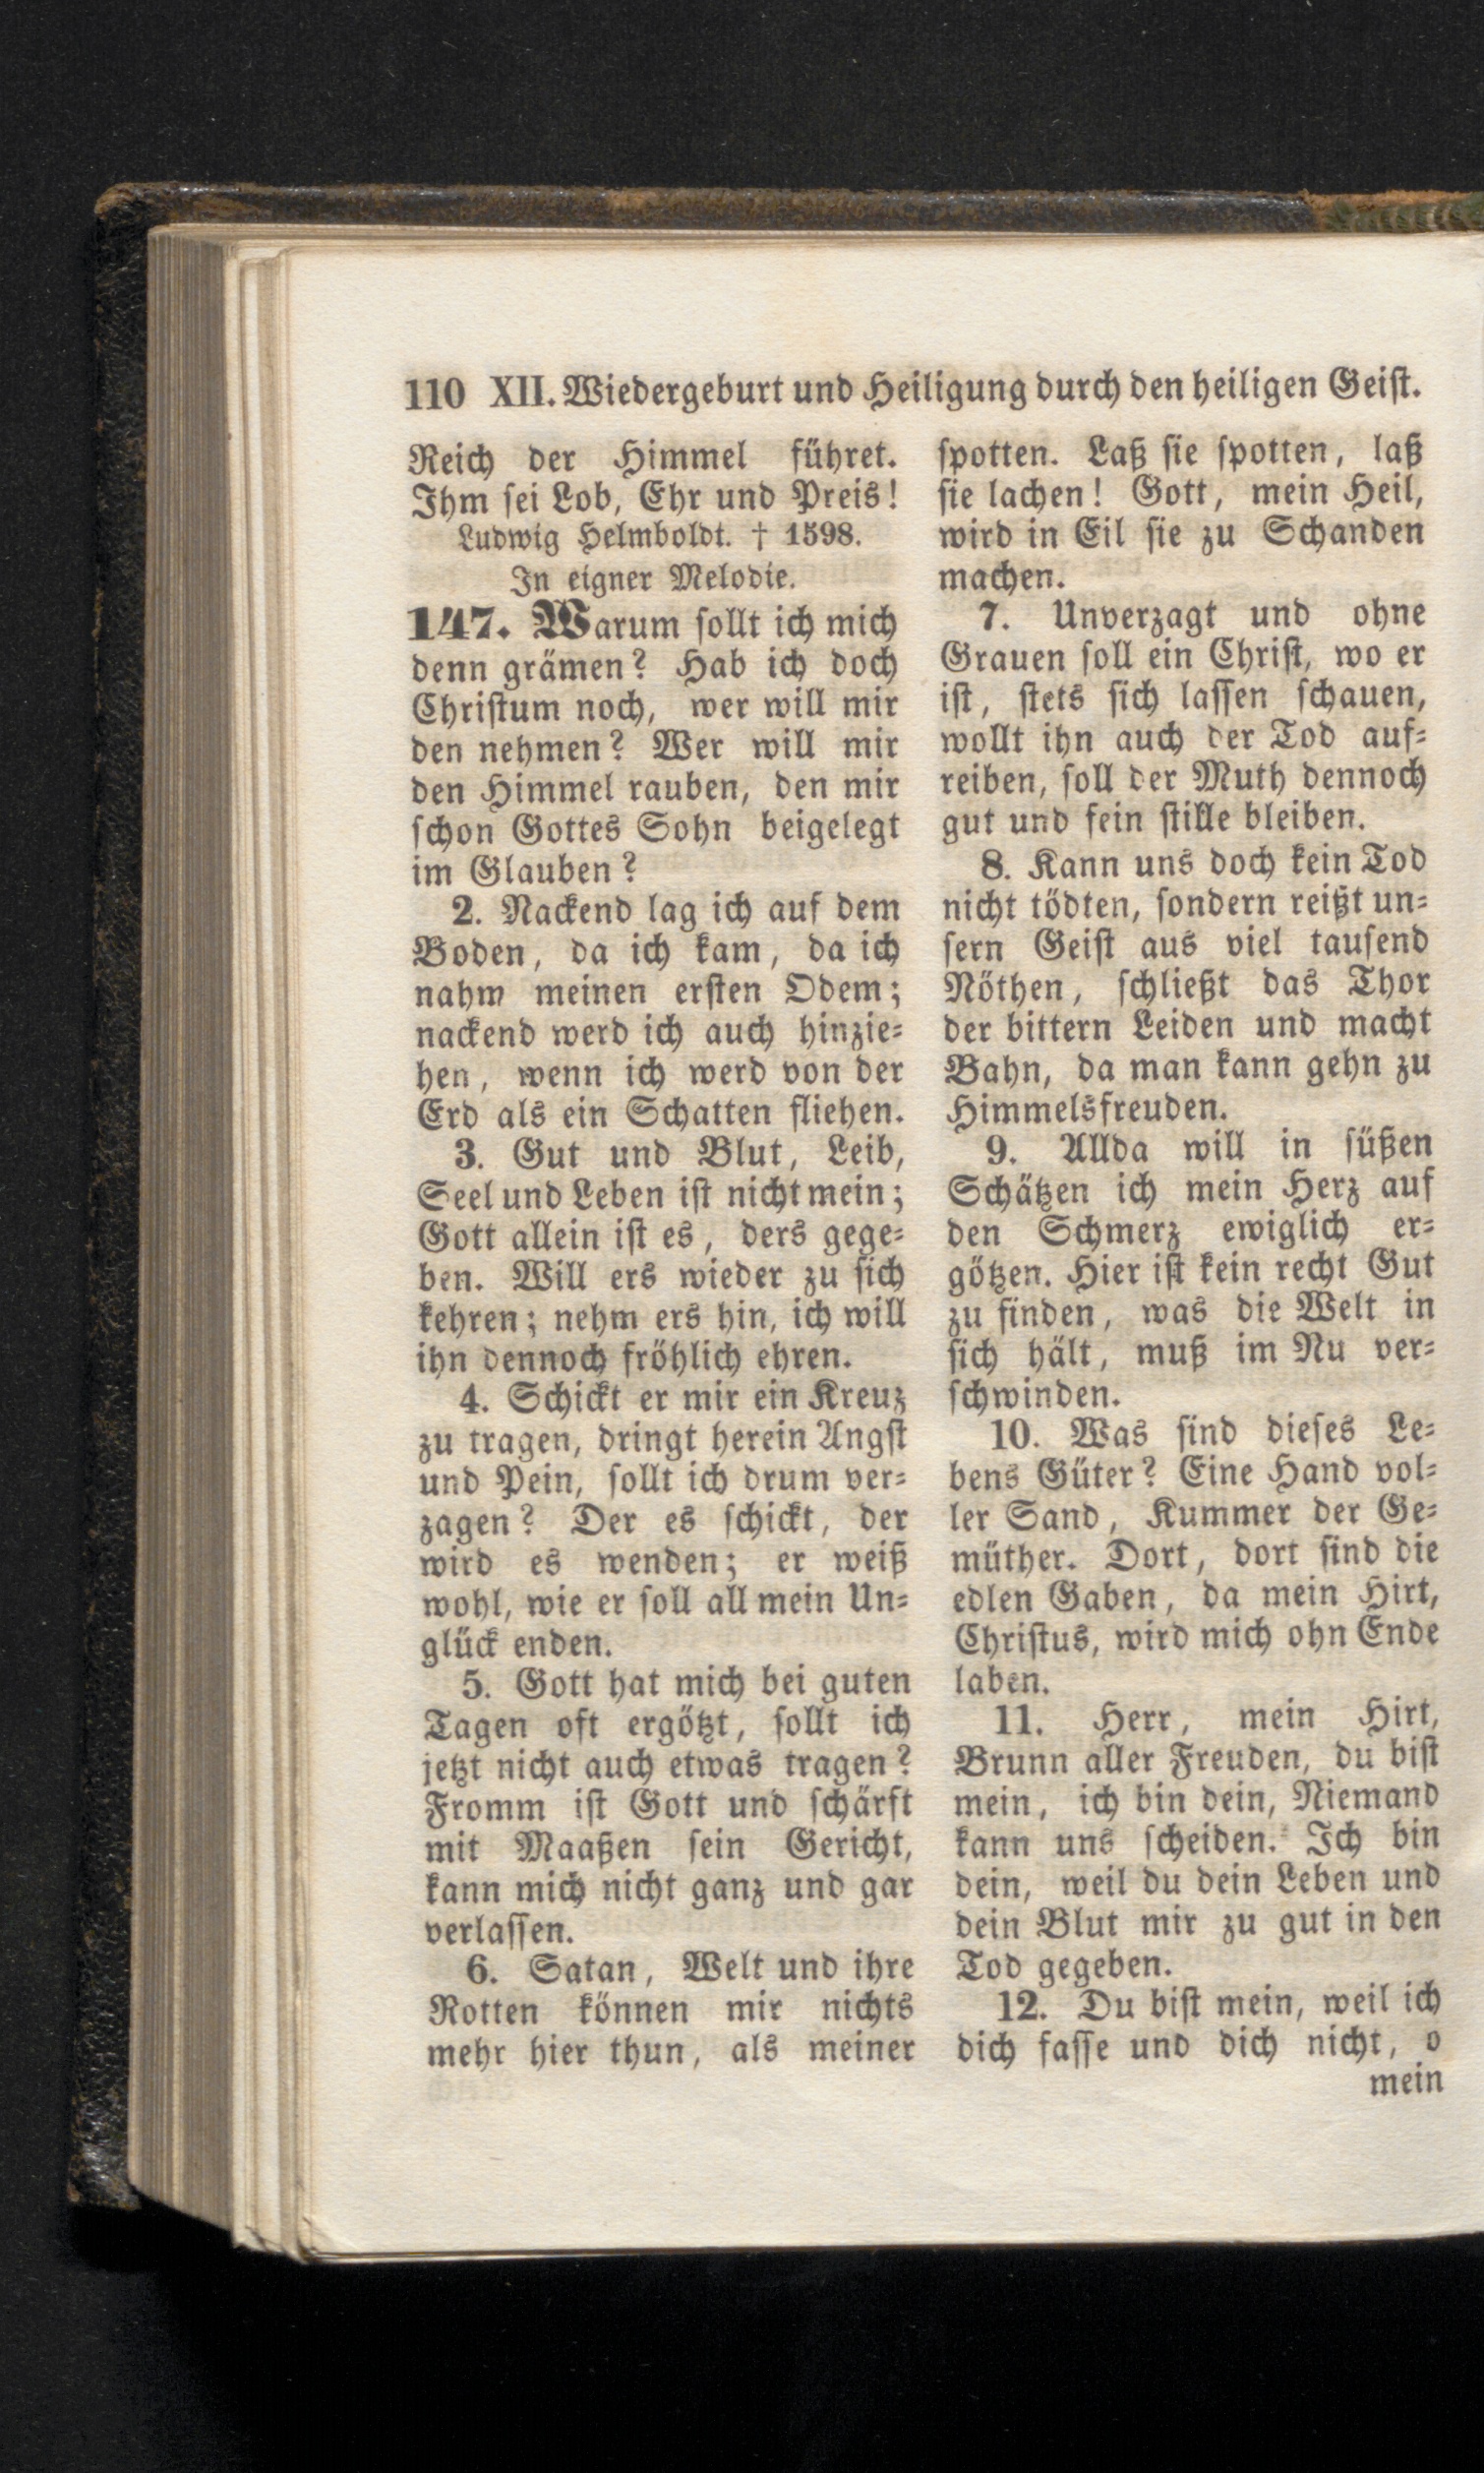 110 XII. Wiedergeburt und Heiligung durch den heiligen Geist.
Reich der Himmel führet.
Ihm sei Lob, Ehr und Preis!
Ludwig Helmboldt. † 1598.
In eigner Melodie.
147. Warum sollt ich mich
denn grämen? Hab ich doch
Christum noch, wer will mir
den nehmen? Wer will mir
den Himmel rauben, den mir
schon Gottes Sohn beigelegt
im Glauben?
2. Nackend lag ich auf dem
Boden, da ich kam, da ich
nahm meinen ersten Odem;
nackend werd ich auch hinzie-
hen, wenn ich werd von der
Erd als ein Schatten fliehen.
3. Gut und Blut, Leib,
Seel und Leben ist nicht mein;
Gott allein ist es, ders gege-
ben. Will ers wieder zu sich
kehren; nehm ers hin, ich will
ihn dennoch fröhlich ehren.
4. Schickt er mir ein Kreuz
zu tragen, dringt herein Angst
und Pein, sollt ich drum ver-
zagen? Der es schickt, der
wird es wenden; er weiß
wohl, wie er soll all mein Un-
glück enden.
5. Gott hat mich bei guten
Tagen oft ergötzt, sollt ich
jetzt nicht auch etwas tragen?
Fromm ist Gott und schärft
mit Maaßen sein Gericht,
kann mich nicht ganz und gar
verlassen.
6. Satan, Welt und ihre
Rotten können mir nichts
mehr hier thun, als meiner
spotten. Laß sie spotten, laß
sie lachen! Gott, mein Heil,
wird in Eil sie zu Schanden
machen.
7. Unverzagt und ohne
Grauen soll ein Christ, wo er
ist, stets sich lassen schauen,
wollt ihn auch der Tod auf-
reiben, soll der Muth dennoch
gut und fein stille bleiben.
8. Kann uns doch kein Tod
nicht tödten, sondern reißt un-
sern Geist aus viel tausend
Nöthen, schließt das Thor
der bittern Leiden und macht
Bahn, da man kann gehn zu
Himmelsfreuden.
9. Allda will in süßen
Schätzen ich mein Herz auf
den Schmerz ewiglich er-
götzen. Hier ist kein recht Gut
zu finden, was die Welt in
sich hält, muß im Nu ver-
schwinden.
10. Was sind dieses Le-
bens Güter? Eine Hand vol-
ler Sand, Kummer der Ge-
müther. Dort, dort sind die
edlen Gaben, da mein Hirt,
Christus, wird mich ohn Ende
laben.
11. Herr, mein Hirt,
Brunn aller Freuden, du bist
mein, ich bin dein, Niemand
kann uns scheiden. Ich bin
dein, weil du dein Leben und
dein Blut mir zu gut in den
Tod gegeben.
12. Du bist mein, weil ich
dich fasse und dich nicht, o
mein